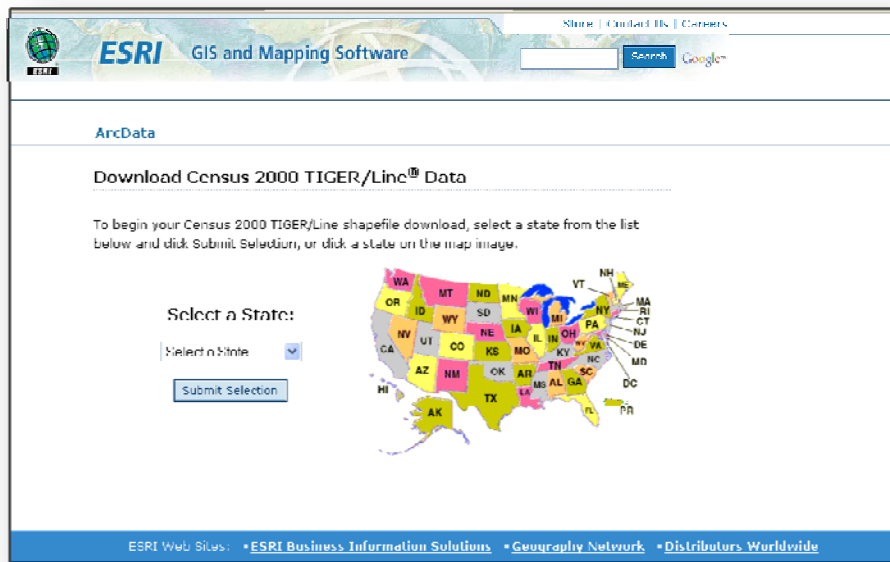 Store | Contact Us | Careers
ESRI
ESRI GIS and Mapping Software
Search Google™
ArcData
Download Census 2000 TIGER/Line® Data
To begin your Census 2000 TIGER/Line shapefile download, select a state from the list
below and click Submit Selection, or click a state on the map image.
Select a State:
Select a State
Submit Selection
WA MT ND MN WI MI VT NH ME
OR ID WY SD IA NY MA
RI
CT
NJ
DE
MD
DC
NV UT CO NE IL IN OH PA
CA KS MO KY WV VA
AZ NM OK AR TN NC
TX LA MS AL GA SC
HI AK FL PR
ESRI Web Sites: ▪ ESRI Business Information Solutions ▪ Geography Network ▪ Distributors Worldwide